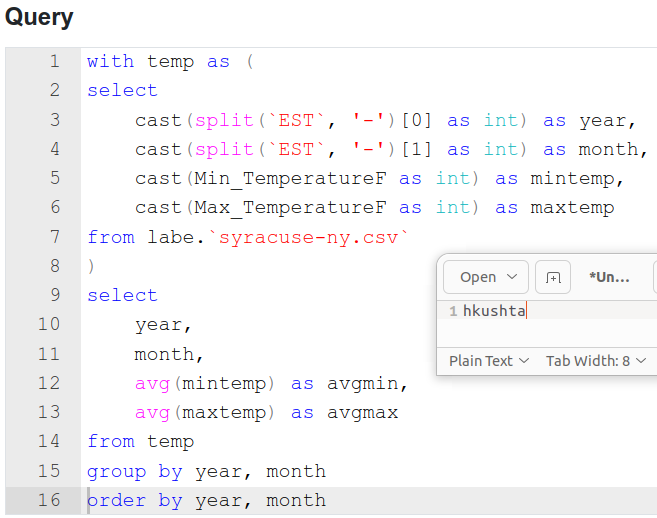 Query
1 with temp as (
2 select
3 cast(split(`EST`, '-')[0] as int) as year,
4 cast(split(`EST`, '-')[1] as int) as month,
5 cast(Min_TemperatureF as int) as mintemp,
6 cast(Max_TemperatureF as int) as maxtemp
7 from labe.`syracuse-ny.csv`
8 )
9 select
10 year,
11 month,
12 avg(mintemp) as avgmin,
13 avg(maxtemp) as avgmax
14 from temp
15 group by year, month
16 order by year, month
Open *Un...
1 hkushta
Plain Text Tab Width: 8